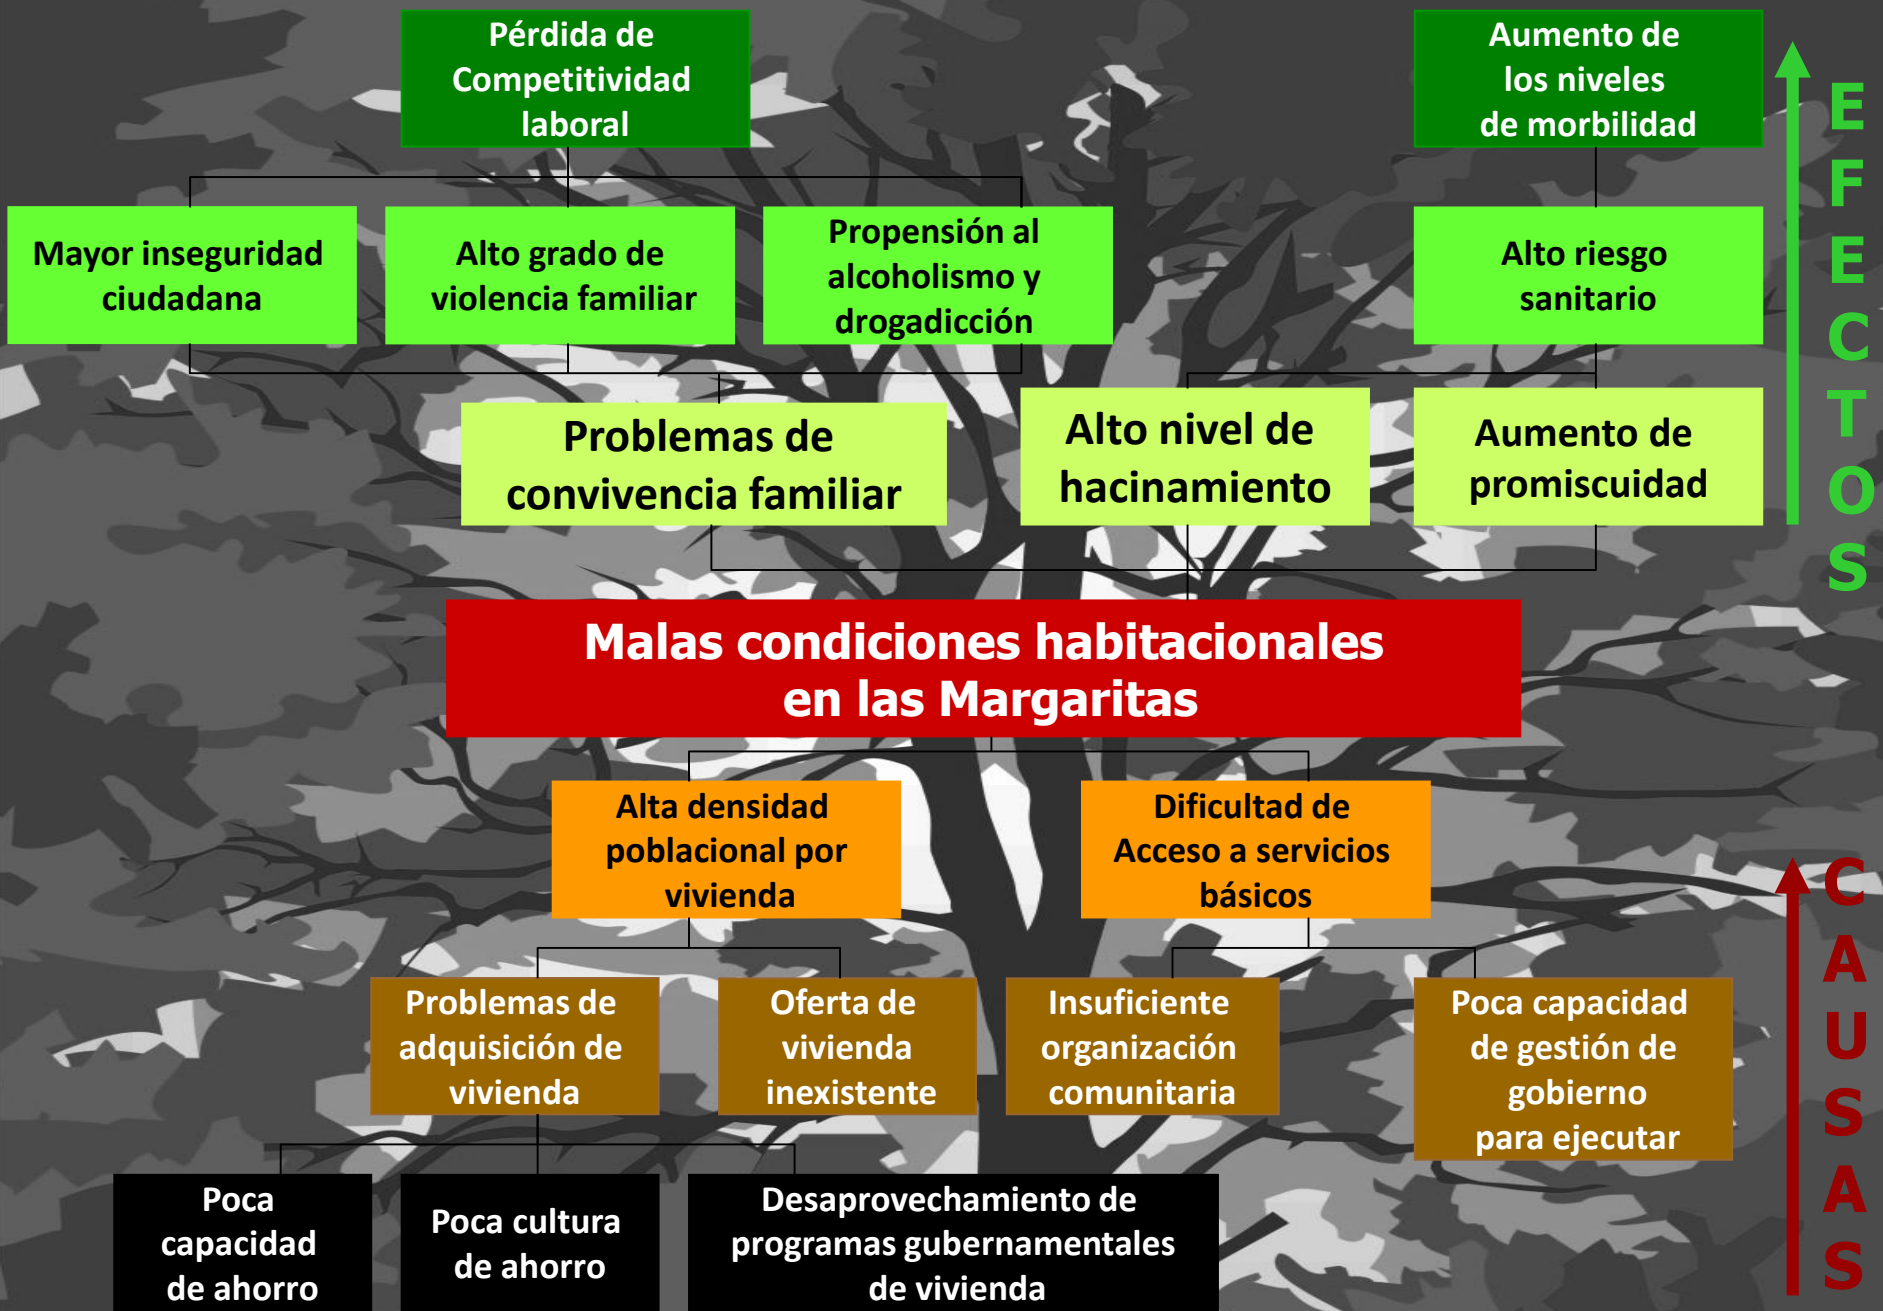 Pérdida de
Competitividad
laboral
Aumento de
los niveles
de morbilidad
Mayor inseguridad
ciudadana
Alto grado de
violencia familiar
Propensión al
alcoholismo y
drogadicción
Alto riesgo
sanitario
Problemas de
convivencia familiar
Alto nivel de
hacinamiento
Aumento de
promiscuidad
EFECTOS
Malas condiciones habitacionales
en las Margaritas
Alta densidad
poblacional por
vivienda
Dificultad de
Acceso a servicios
básicos
Problemas de
adquisición de
vivienda
Oferta de
vivienda
inexistente
Insuficiente
organización
comunitaria
Poca capacidad
de gestión de
gobierno
para ejecutar
Poca
capacidad
de ahorro
Poca cultura
de ahorro
Desaprovechamiento de
programas gubernamentales
de vivienda
CAUSAS